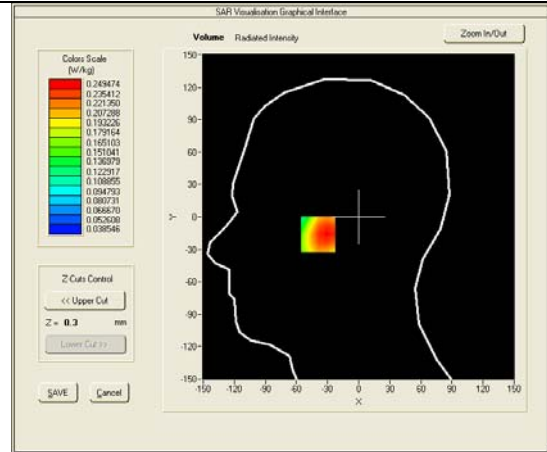 SAR Visualisation Graphical Interface
Volume Radiated Intensity
Zoom In/Out
Colors Scale
(W/kg)
0.249474
0.235412
0.221350
0.207288
0.193226
0.179164
0.165103
0.151041
0.136979
0.122917
0.108855
0.094793
0.080731
0.066670
0.052608
0.038546
Z Cuts Control
<< Upper Cut
Z = 0.3 mm
Lower Cut >>
SAVE Cancel
150
120
90
60
30
0
-30
-60
-90
-120
-150
Y
-150 -120 -90 -60 -30 0 30 60 90 120 150
X